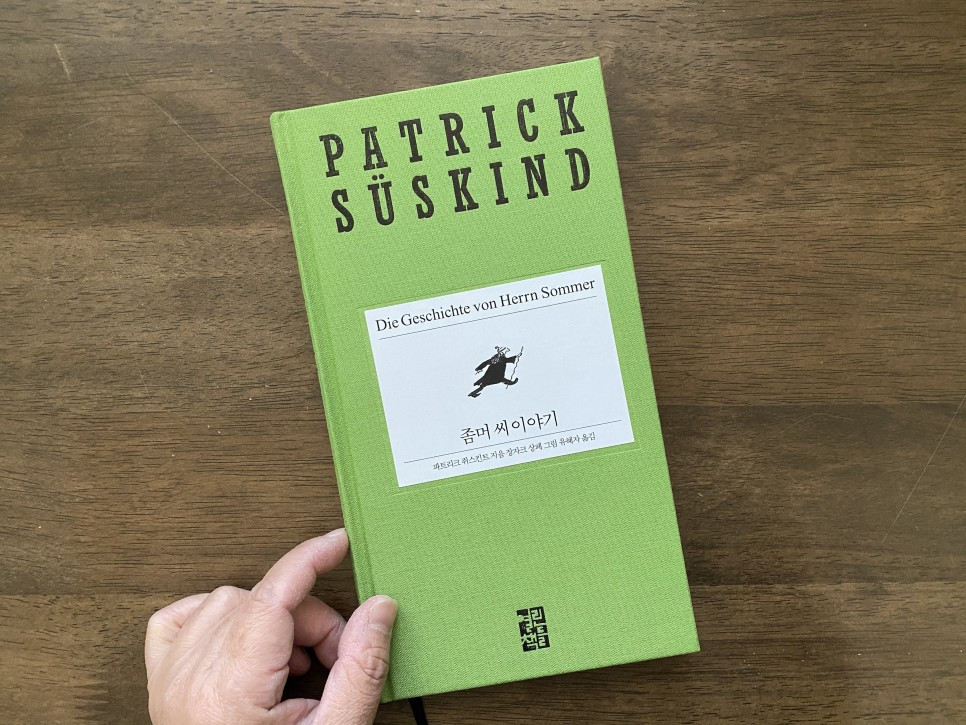 PATRICK
SÜSKIND
Die Geschichte von Herrn Sommer
좀머 씨 이야기
파트리크 쥐스킨트 지음 장자크 상페 그림 유혜자 옮김
열린
책들